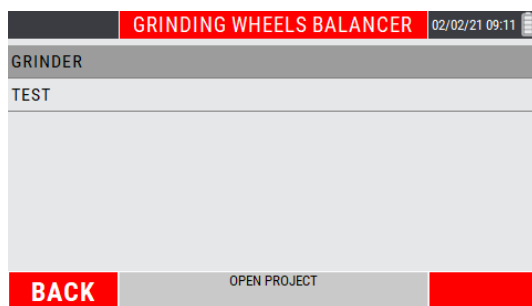 GRINDING WHEELS BALANCER 02/02/21 09:11
GRINDER
TEST
BACK OPEN PROJECT